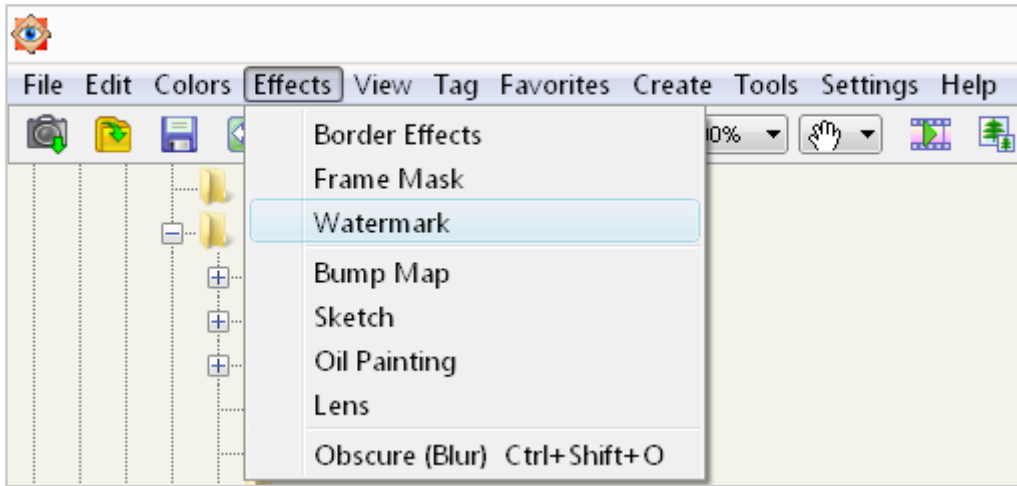 File Edit Colors Effects View Tag Favorites Create Tools Settings Help
0%
Border Effects
Frame Mask
Watermark
Bump Map
Sketch
Oil Painting
Lens
Obscure (Blur) Ctrl+Shift+O